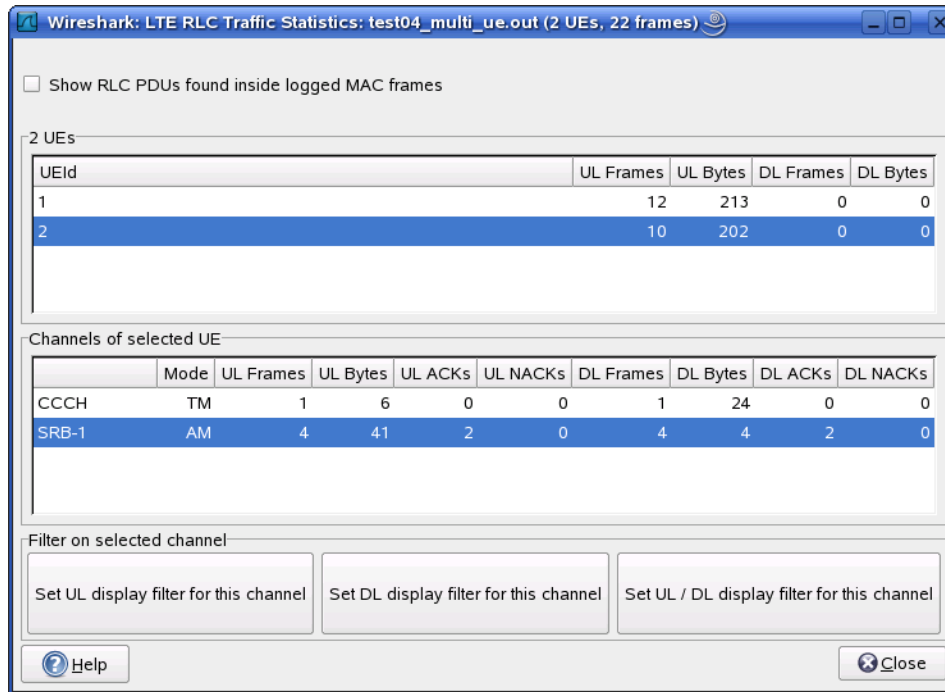 Wireshark: LTE RLC Traffic Statistics: test04_multi_ue.out (2 UEs, 22 frames)
Show RLC PDUs found inside logged MAC frames
2 UEs
UEId UL Frames UL Bytes DL Frames DL Bytes
1 12 213 0 0
2 10 202 0 0
Channels of selected UE
Mode UL Frames UL Bytes UL ACKs UL NACKs DL Frames DL Bytes DL ACKs DL NACKs
CCCH TM 1 6 0 0 1 24 0 0
SRB-1 AM 4 41 2 0 4 4 2 0
Filter on selected channel
Set UL display filter for this channel Set DL display filter for this channel Set UL / DL display filter for this channel
Help Close